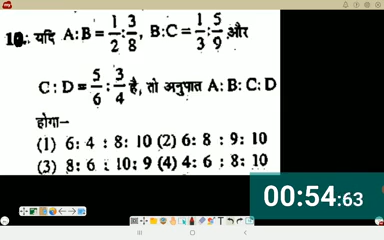 10. यदि A:B = 1/2 : 3/8, B:C = 1/3 : 5/9 और
C:D = 5/6 : 3/4 है, तो अनुपात A: B: C: D
होगा–
(1) 6: 4 : 8: 10 (2) 6: 8 : 9: 10
(3) 8: 6 : 10: 9 (4) 4: 6 : 8: 10
00:54:63